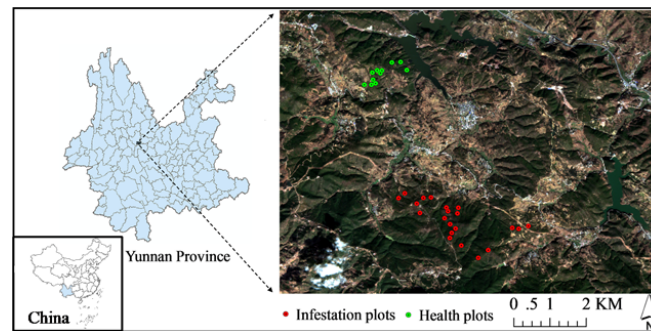 Yunnan Province
China
Infestation plots
Health plots
0 .5 1 2 KM
N